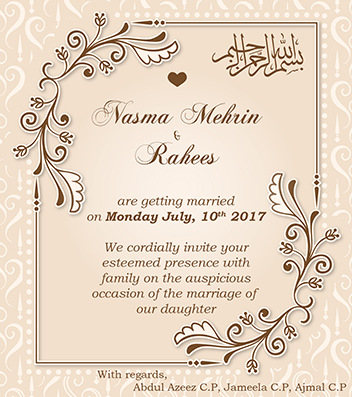 بسم الله الرحمن الرحيم
Nasma Mehrin
&
Rahees
are getting married
on Monday July, 10th 2017
We cordially invite your
esteemed presence with
family on the auspicious
occasion of the marriage of
our daughter
With regards,
Abdul Azeez C.P, Jameela C.P, Ajmal C.P